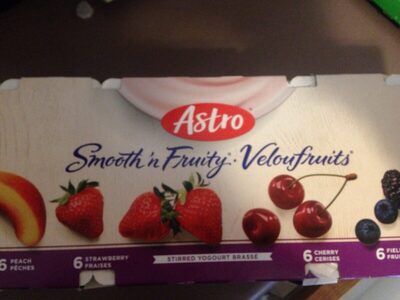 Astro
Smooth 'n Fruity • Veloufruits
6 PEACH
PÊCHES
6 STRAWBERRY
FRAISES
STIRRED YOGOURT BRASSÉ
6 CHERRY
CERISES
6